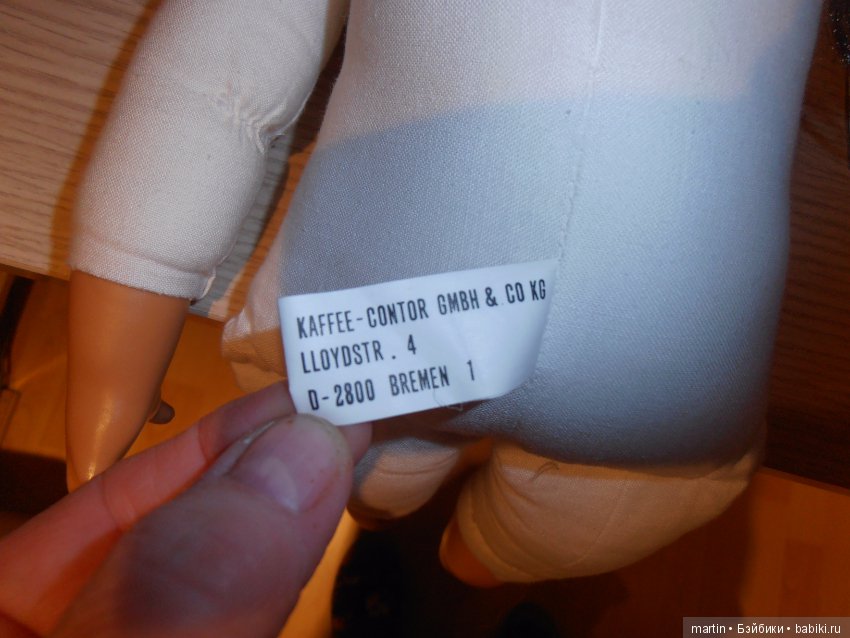 KAFFEE-CONTOR GMBH & CO KG
LLOYDSTR. 4
D-2800 BREMEN 1
martin • Бэйбики • babiki.ru